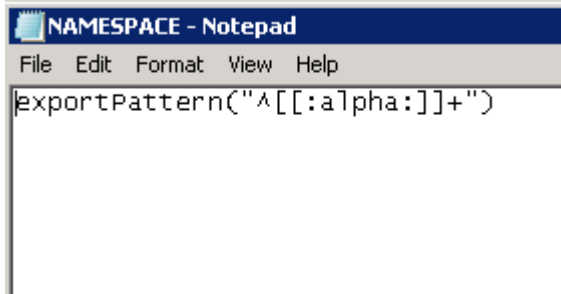 NAMESPACE - Notepad
File Edit Format View Help
exportPattern("^[[:alpha:]]+")